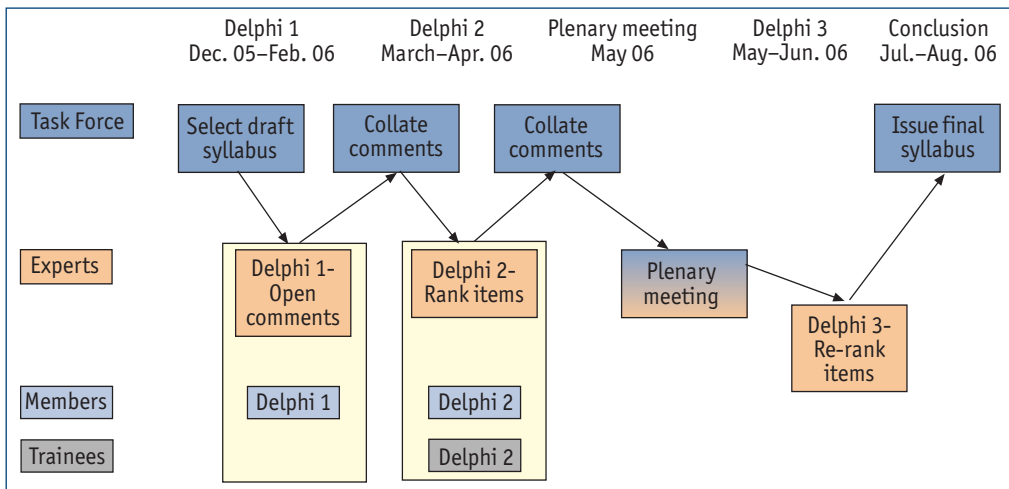 Delphi 1
Dec. 05–Feb. 06
Delphi 2
March–Apr. 06
Plenary meeting
May 06
Delphi 3
May–Jun. 06
Conclusion
Jul.–Aug. 06
Task Force
Select draft
syllabus
Collate
comments
Collate
comments
Issue final
syllabus
Experts
Delphi 1-
Open
comments
Delphi 2-
Rank items
Plenary
meeting
Delphi 3-
Re-rank
items
Members
Delphi 1
Delphi 2
Trainees
Delphi 2